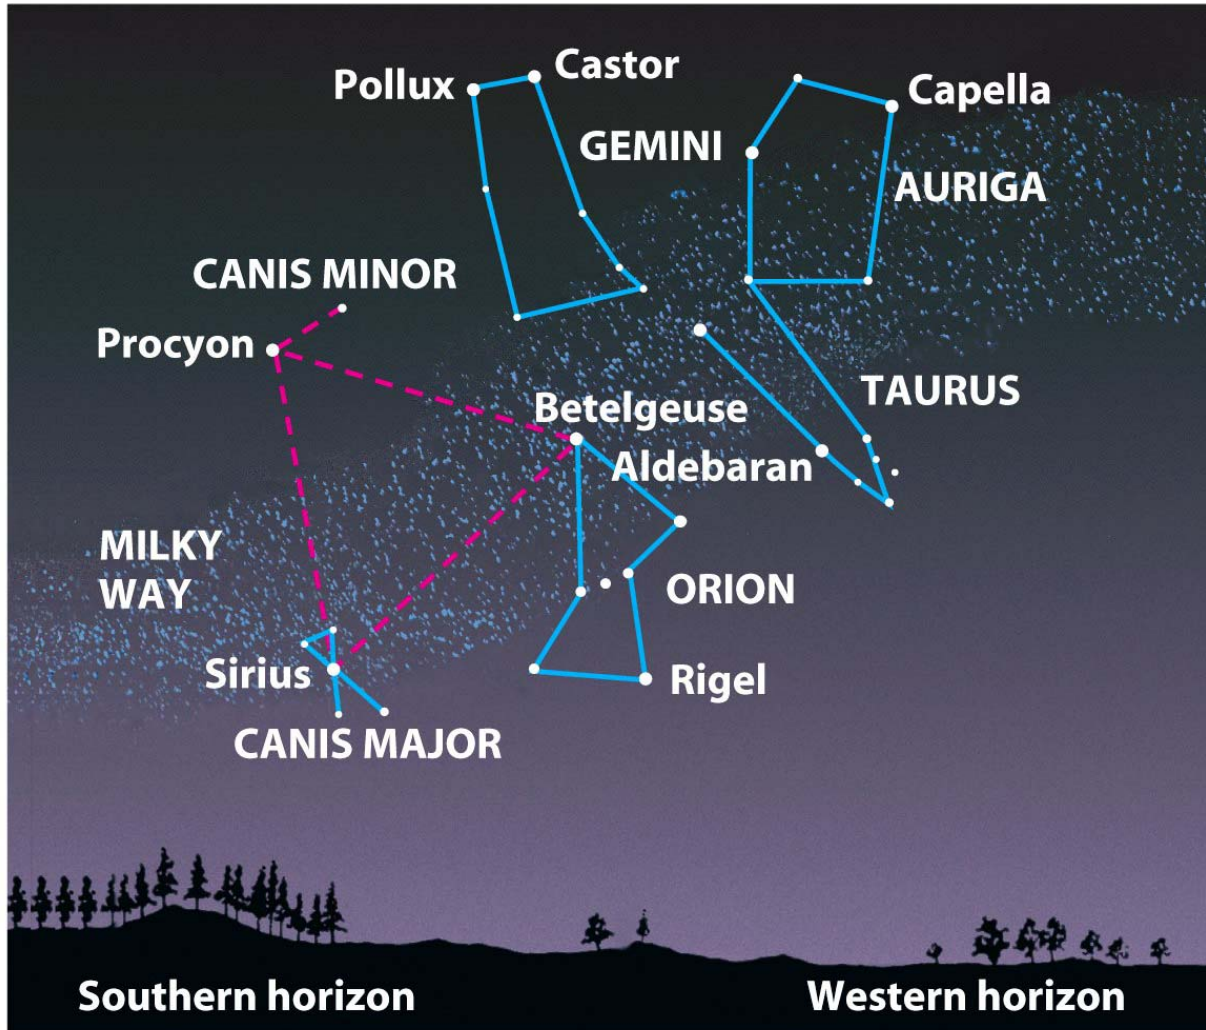 Castor
Pollux
Capella
GEMINI
AURIGA
CANIS MINOR
Procyon
TAURUS
Betelgeuse
Aldebaran
MILKY
WAY
ORION
Sirius
Rigel
CANIS MAJOR
Southern horizon
Western horizon